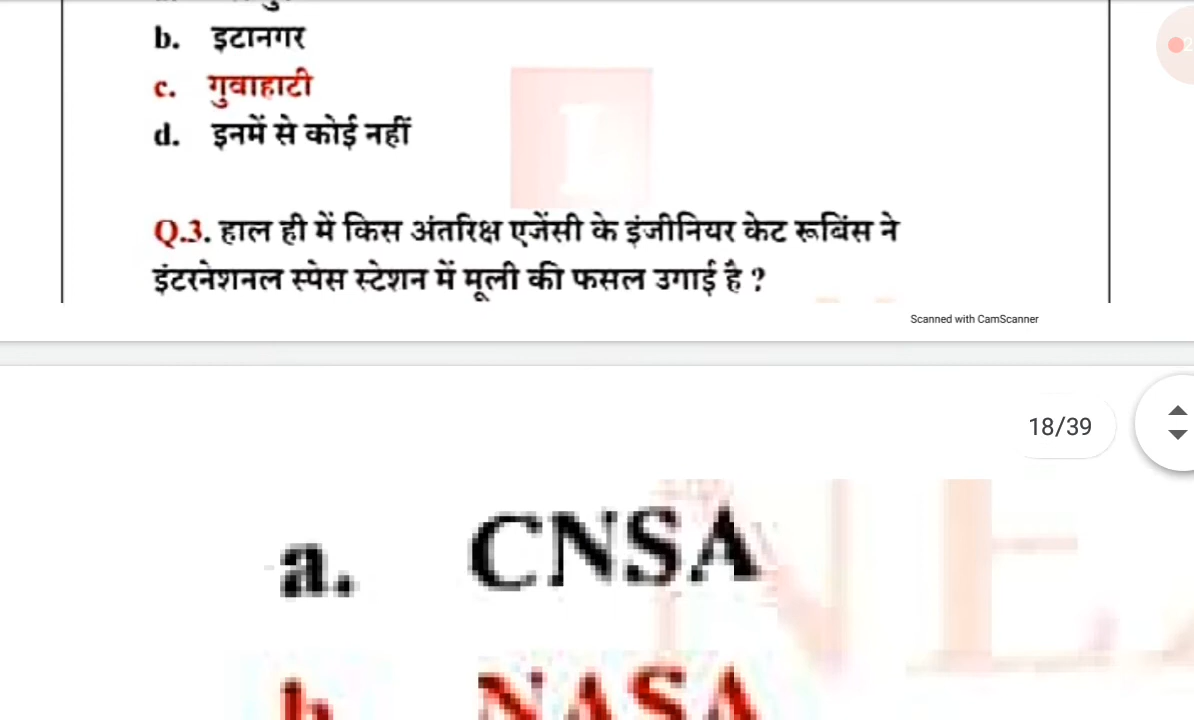 b. इटानगर
c. गुवाहाटी
d. इनमें से कोई नहीं
Q.3. हाल ही में किस अंतरिक्ष एजेंसी के इंजीनियर केट रूबिंस ने
इंटरनेशनल स्पेस स्टेशन में मूली की फसल उगाई है ?
Scanned with CamScanner
18/39
a. CNSA
b NASA